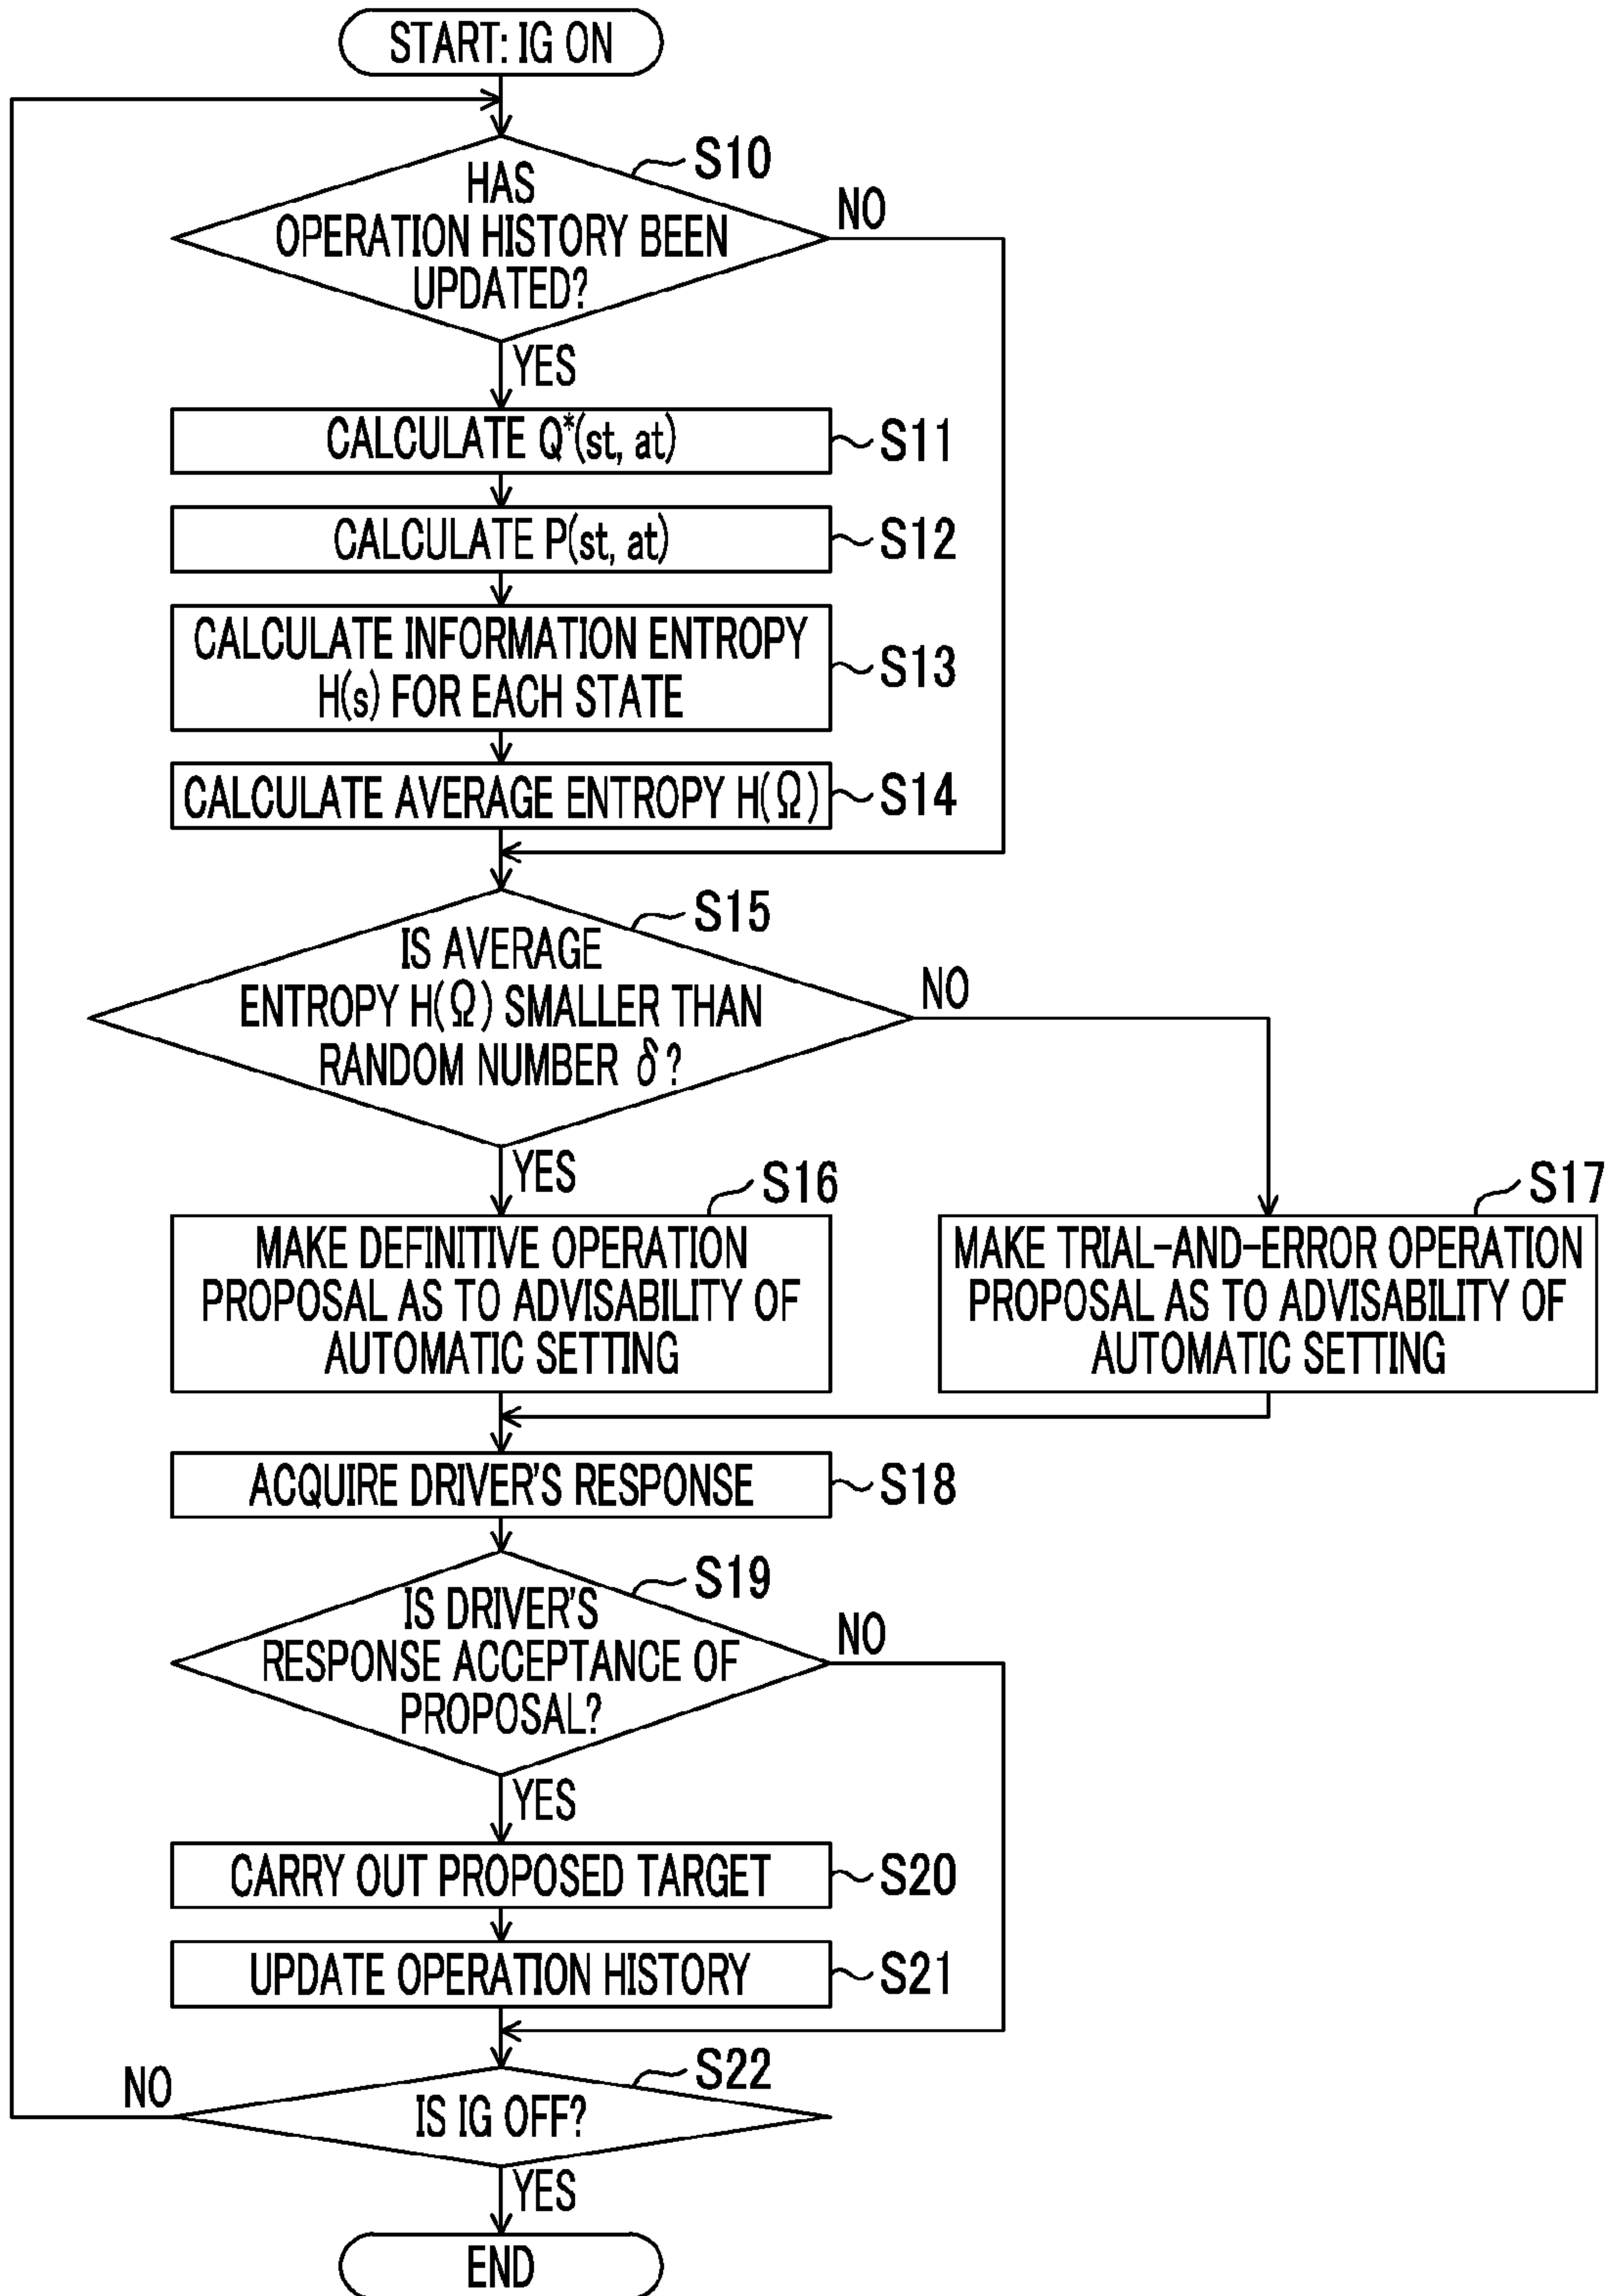 START: IG ON
S10
HAS
OPERATION HISTORY BEEN
UPDATED?
NO
YES
CALCULATE Q*(st, at)
S11
CALCULATE P(st, at)
S12
CALCULATE INFORMATION ENTROPY
H(s) FOR EACH STATE
S13
CALCULATE AVERAGE ENTROPY H(Ω)
S14
S15
IS AVERAGE
ENTROPY H(Ω) SMALLER THAN
RANDOM NUMBER δ?
NO
YES
S16
MAKE DEFINITIVE OPERATION
PROPOSAL AS TO ADVISABILITY OF
AUTOMATIC SETTING
S17
MAKE TRIAL-AND-ERROR OPERATION
PROPOSAL AS TO ADVISABILITY OF
AUTOMATIC SETTING
ACQUIRE DRIVER'S RESPONSE
S18
S19
IS DRIVER'S
RESPONSE ACCEPTANCE OF
PROPOSAL?
NO
YES
CARRY OUT PROPOSED TARGET
S20
UPDATE OPERATION HISTORY
S21
S22
NO
IS IG OFF?
YES
END